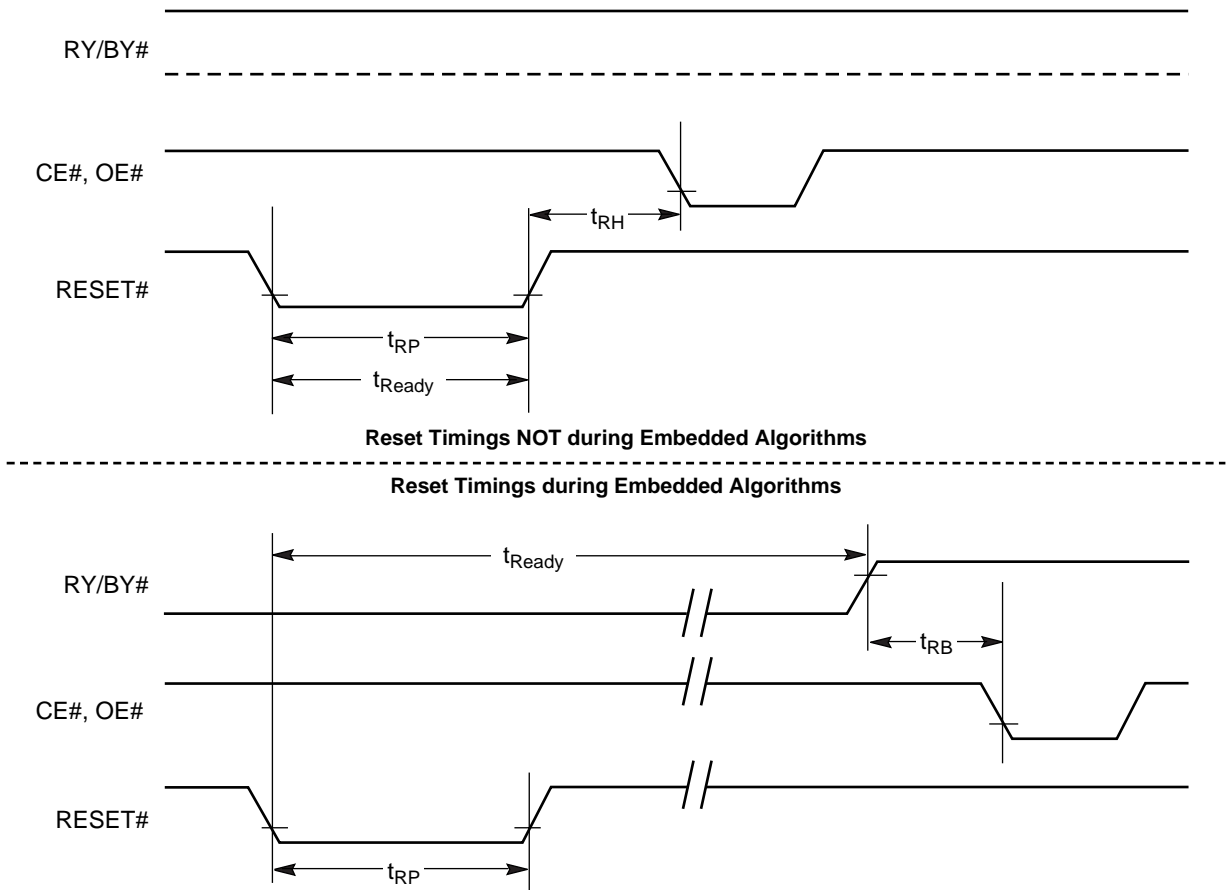 RY/BY#
CE#, OE#
tRH
RESET#
tRP
tReady
Reset Timings NOT during Embedded Algorithms
Reset Timings during Embedded Algorithms
tReady
RY/BY#
tRB
CE#, OE#
RESET#
tRP